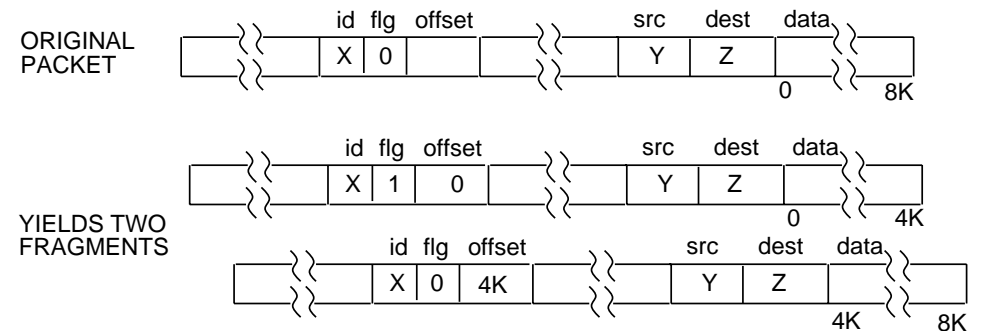 id flg offset src dest data
ORIGINAL
PACKET
X 0 Y Z
0 8K
id flg offset src dest data
X 1 0 Y Z
0 4K
YIELDS TWO
FRAGMENTS
id flg offset src dest data
X 0 4K Y Z
4K 8K